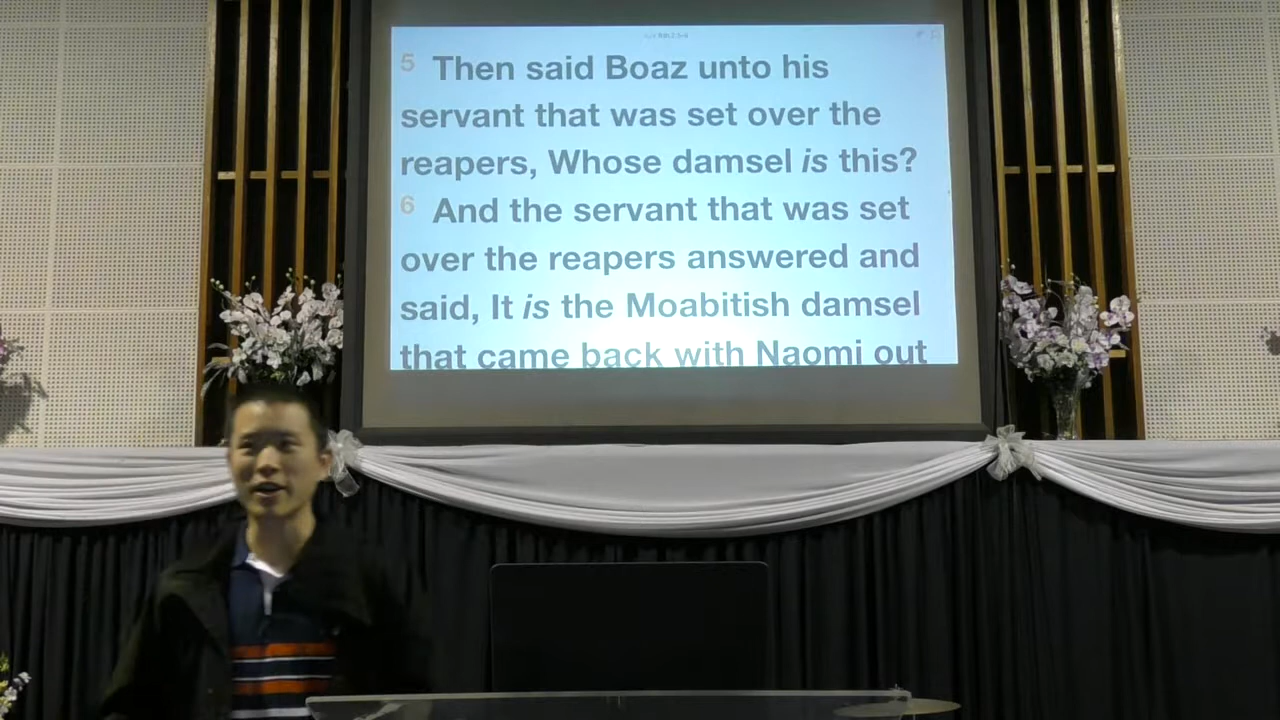 5 Then said Boaz unto his
servant that was set over the
reapers, Whose damsel is this?
6 And the servant that was set
over the reapers answered and
said, It is the Moabitish damsel
that came back with Naomi out